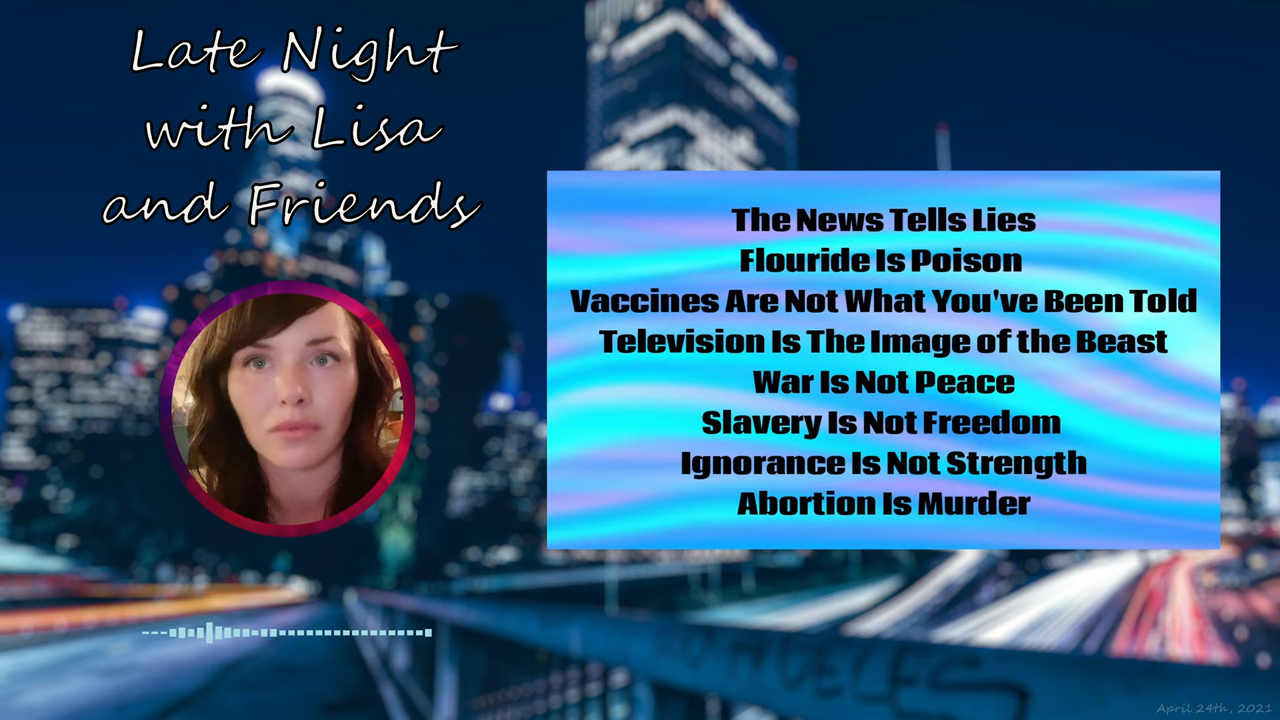 Late Night
with Lisa
and Friends
The News Tells Lies
Flouride Is Poison
Vaccines Are Not What You've Been Told
Television Is The Image of the Beast
War Is Not Peace
Slavery Is Not Freedom
Ignorance Is Not Strength
Abortion Is Murder
April 24th, 2021